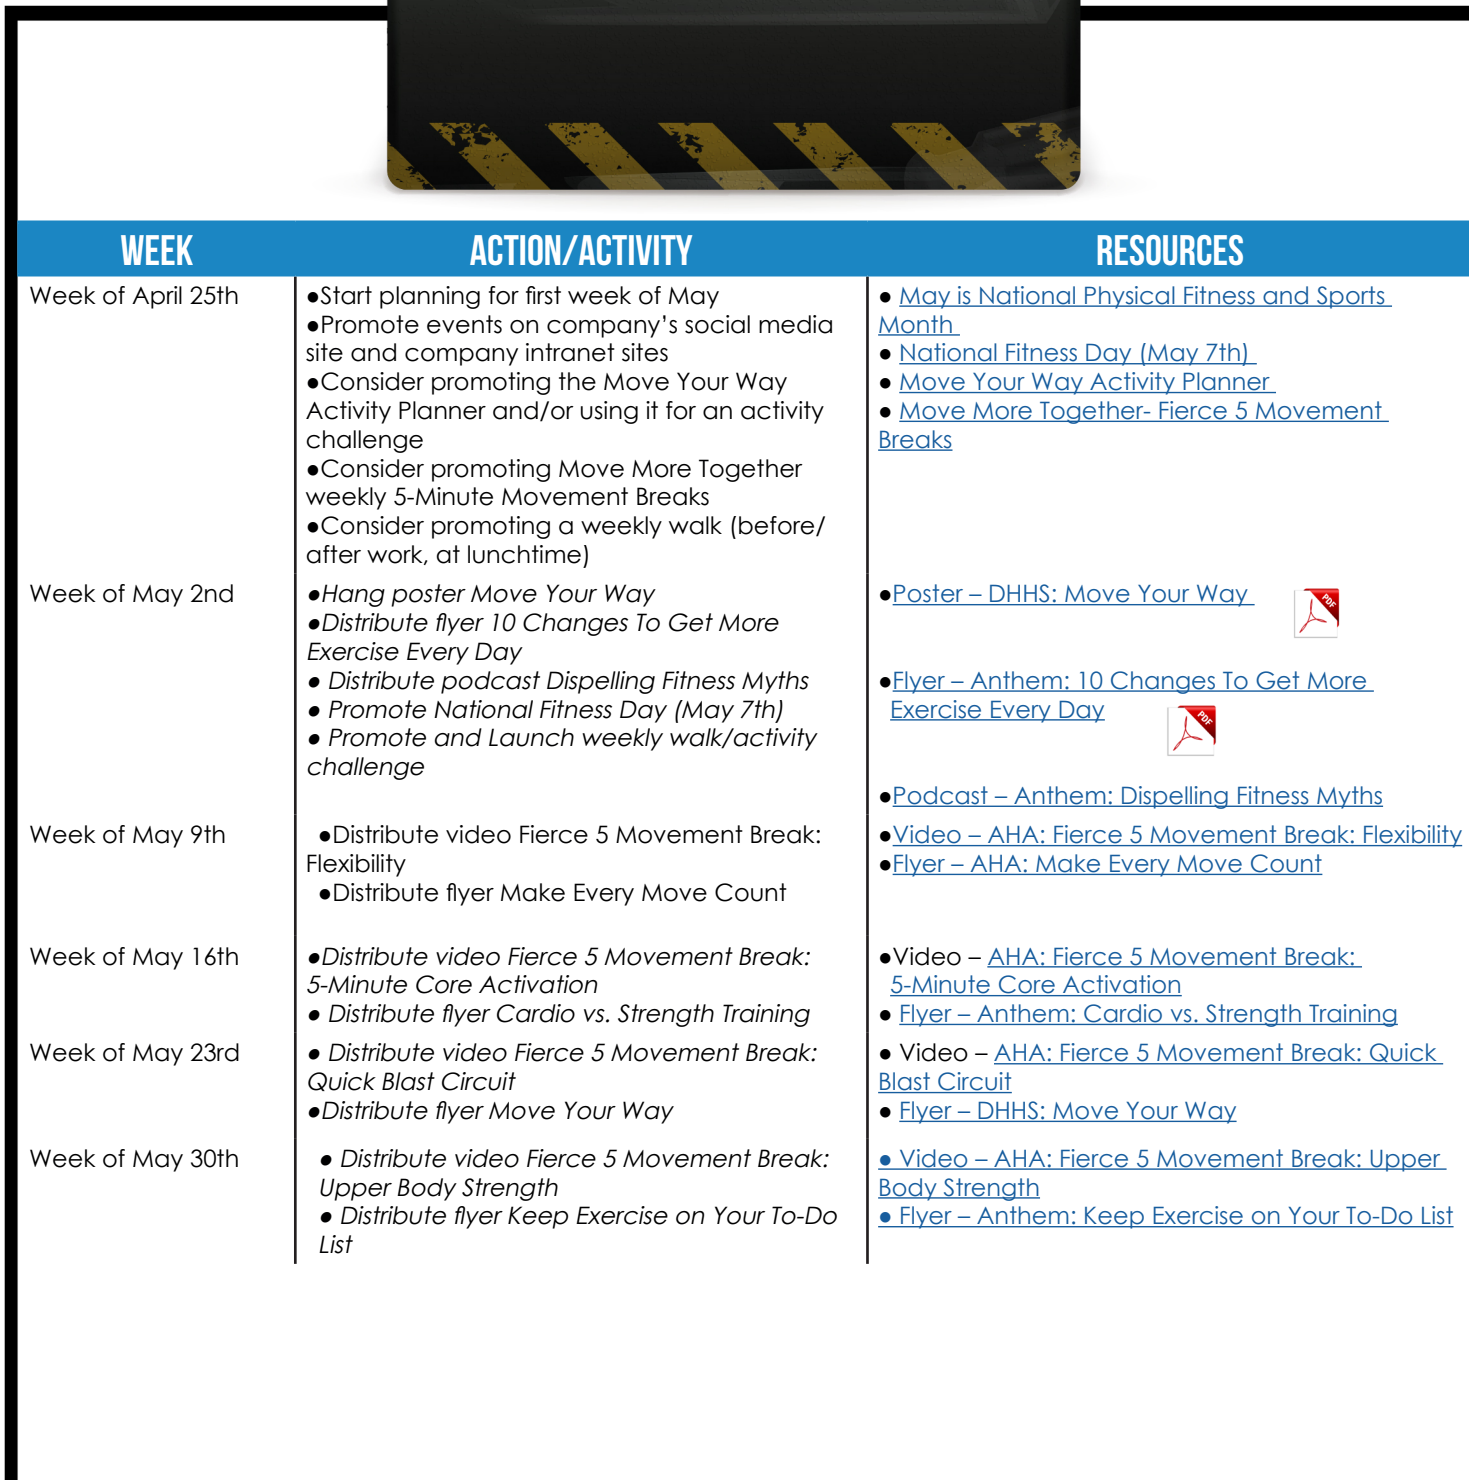 WEEK
ACTION/ACTIVITY
RESOURCES
Week of April 25th
●Start planning for first week of May
●Promote events on company’s social media
site and company intranet sites
●Consider promoting the Move Your Way
Activity Planner and/or using it for an activity
challenge
●Consider promoting Move More Together
weekly 5-Minute Movement Breaks
●Consider promoting a weekly walk (before/
after work, at lunchtime)
● May is National Physical Fitness and Sports
Month
● National Fitness Day (May 7th)
● Move Your Way Activity Planner
● Move More Together- Fierce 5 Movement
Breaks
Week of May 2nd
●Hang poster Move Your Way
●Distribute flyer 10 Changes To Get More
Exercise Every Day
● Distribute podcast Dispelling Fitness Myths
● Promote National Fitness Day (May 7th)
● Promote and Launch weekly walk/activity
challenge
●Poster – DHHS: Move Your Way
PDF
●Flyer – Anthem: 10 Changes To Get More
Exercise Every Day
PDF
●Podcast – Anthem: Dispelling Fitness Myths
Week of May 9th
●Distribute video Fierce 5 Movement Break:
Flexibility
●Distribute flyer Make Every Move Count
●Video – AHA: Fierce 5 Movement Break: Flexibility
●Flyer – AHA: Make Every Move Count
Week of May 16th
●Distribute video Fierce 5 Movement Break:
5-Minute Core Activation
● Distribute flyer Cardio vs. Strength Training
●Video – AHA: Fierce 5 Movement Break:
5-Minute Core Activation
● Flyer – Anthem: Cardio vs. Strength Training
Week of May 23rd
● Distribute video Fierce 5 Movement Break:
Quick Blast Circuit
●Distribute flyer Move Your Way
● Video – AHA: Fierce 5 Movement Break: Quick
Blast Circuit
● Flyer – DHHS: Move Your Way
Week of May 30th
● Distribute video Fierce 5 Movement Break:
Upper Body Strength
● Distribute flyer Keep Exercise on Your To-Do
List
● Video – AHA: Fierce 5 Movement Break: Upper
Body Strength
● Flyer – Anthem: Keep Exercise on Your To-Do List